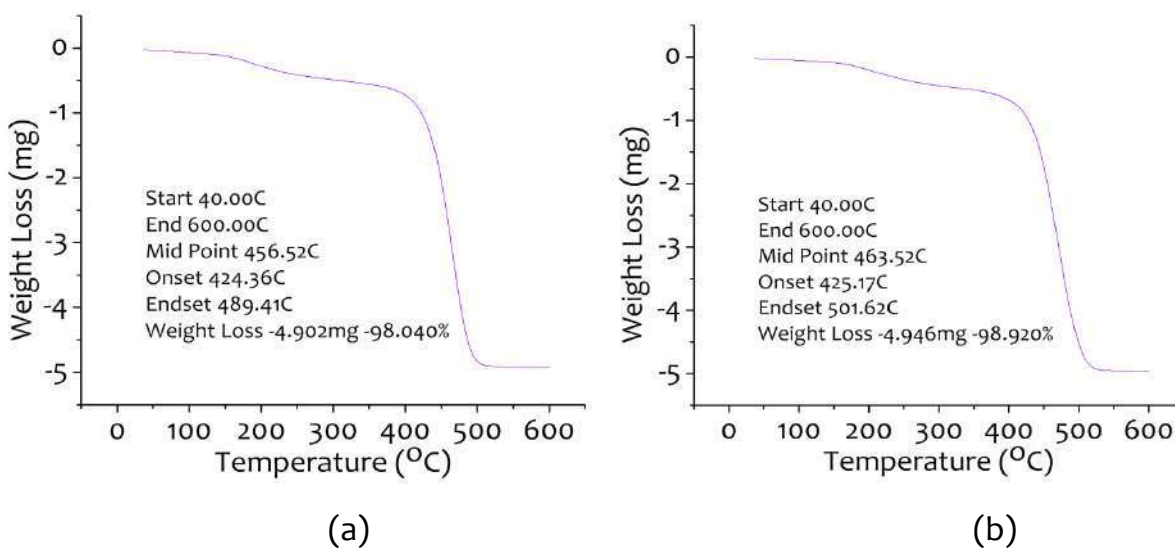 0
-1
-2
-3
-4
-5
Weight Loss (mg)
Start 40.00C
End 600.00C
Mid Point 456.52C
Onset 424.36C
Endset 489.41C
Weight Loss -4.902mg -98.040%
0 100 200 300 400 500 600
Temperature (°C)
(a)
0
-1
-2
-3
-4
-5
Weight Loss (mg)
Start 40.00C
End 600.00C
Mid Point 463.52C
Onset 425.17C
Endset 501.62C
Weight Loss -4.946mg -98.920%
0 100 200 300 400 500 600
Temperature (°C)
(b)